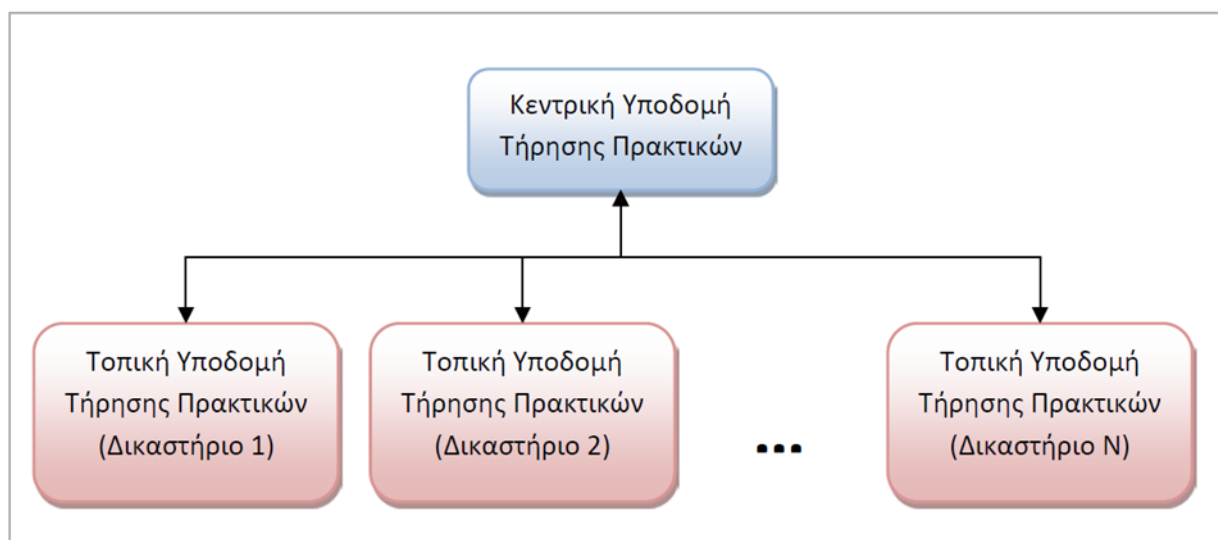 Κεντρική Υποδομή
Τήρησης Πρακτικών
Τοπική Υποδομή
Τήρησης Πρακτικών
(Δικαστήριο 1)
Τοπική Υποδομή
Τήρησης Πρακτικών
(Δικαστήριο 2)
...
Τοπική Υποδομή
Τήρησης Πρακτικών
(Δικαστήριο Ν)